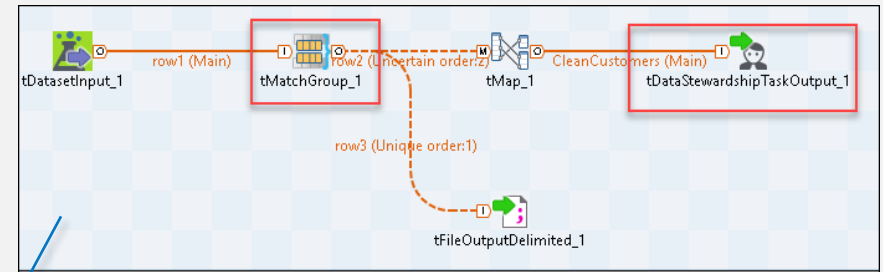 row1 (Main)
row2 (Uncertain order:2)
CleanCustomers (Main)
tDatasetInput_1
tMatchGroup_1
tMap_1
tDataStewardshipTaskOutput_1
row3 (Unique order:1)
tFileOutputDelimited_1